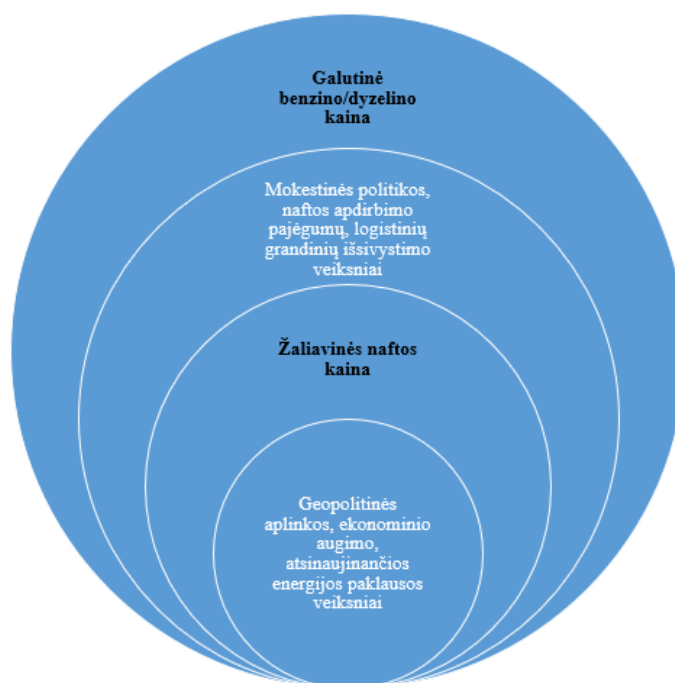 Galutinė
benzino/dyzelino
kaina
Mokestinės politikos,
naftos apdirbimo
pajėgumų, logistinių
grandinių išsivystimo
veiksniai
Žaliavinės naftos
kaina
Geopolitinės
aplinkos, ekonominio
augimo,
atsinaujinančios
energijos paklausos
veiksniai